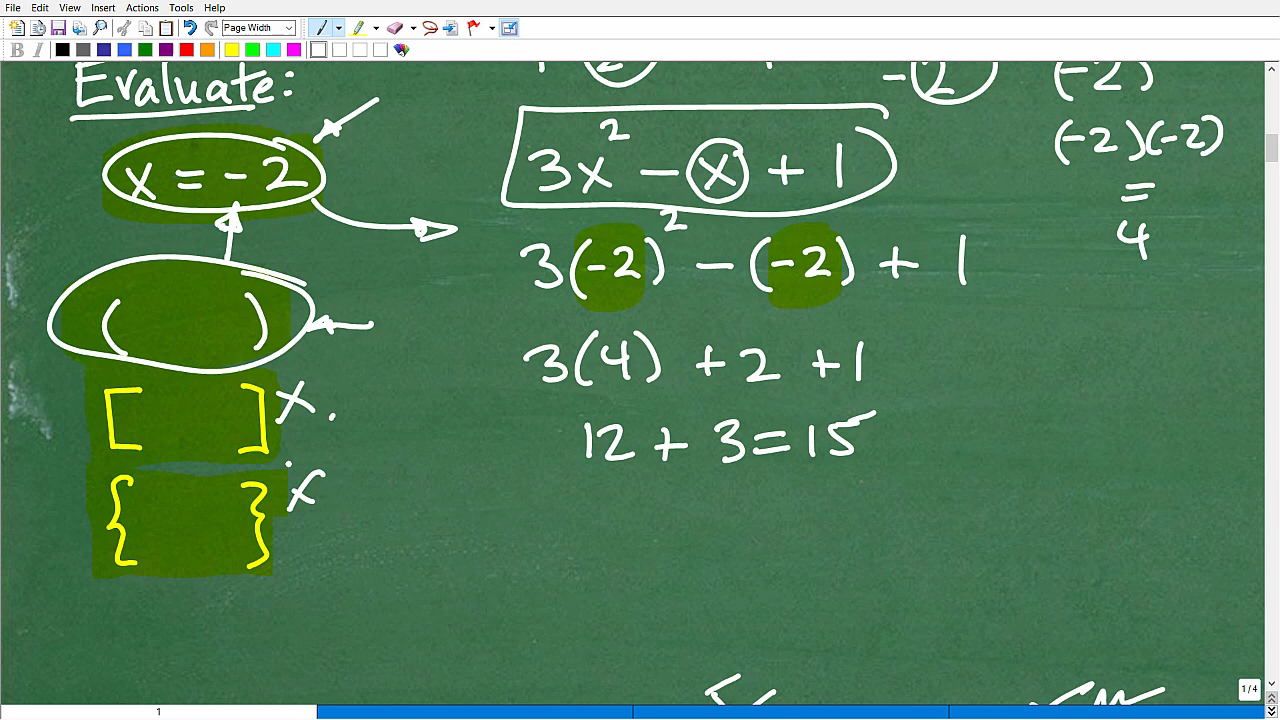 File Edit View Insert Actions Tools Help
Page Width
B I
Evaluate:
x = -2
( )
[ ] x.
{ } x
3x² - x + 1
3(-2)² - (-2) + 1
3(4) + 2 + 1
12 + 3 = 15
-2
(-2)
(-2)(-2)
=
4
1/4
1